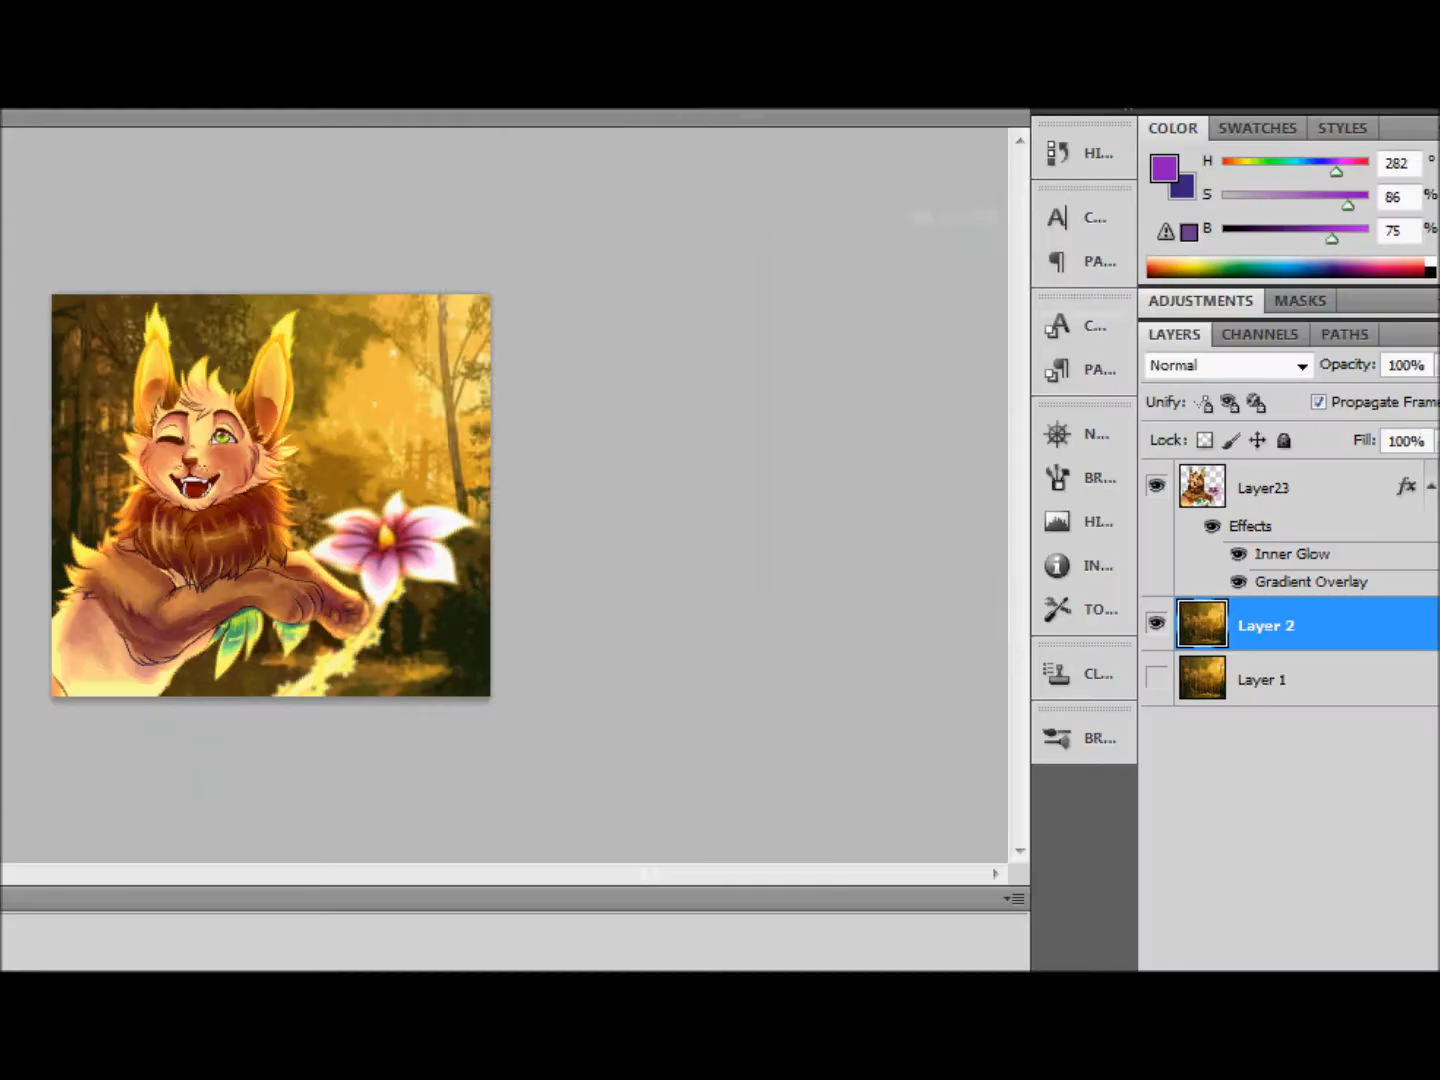 HI...
C...
PA...
C...
PA...
N...
BR...
HI...
IN...
TO...
CL...
BR...
COLOR SWATCHES STYLES
H 282 °
S 86 %
B 75 %
ADJUSTMENTS MASKS
LAYERS CHANNELS PATHS
Normal Opacity: 100%
Unify: Propagate Frame
Lock: Fill: 100%
Layer23 fx
Effects
Inner Glow
Gradient Overlay
Layer 2
Layer 1